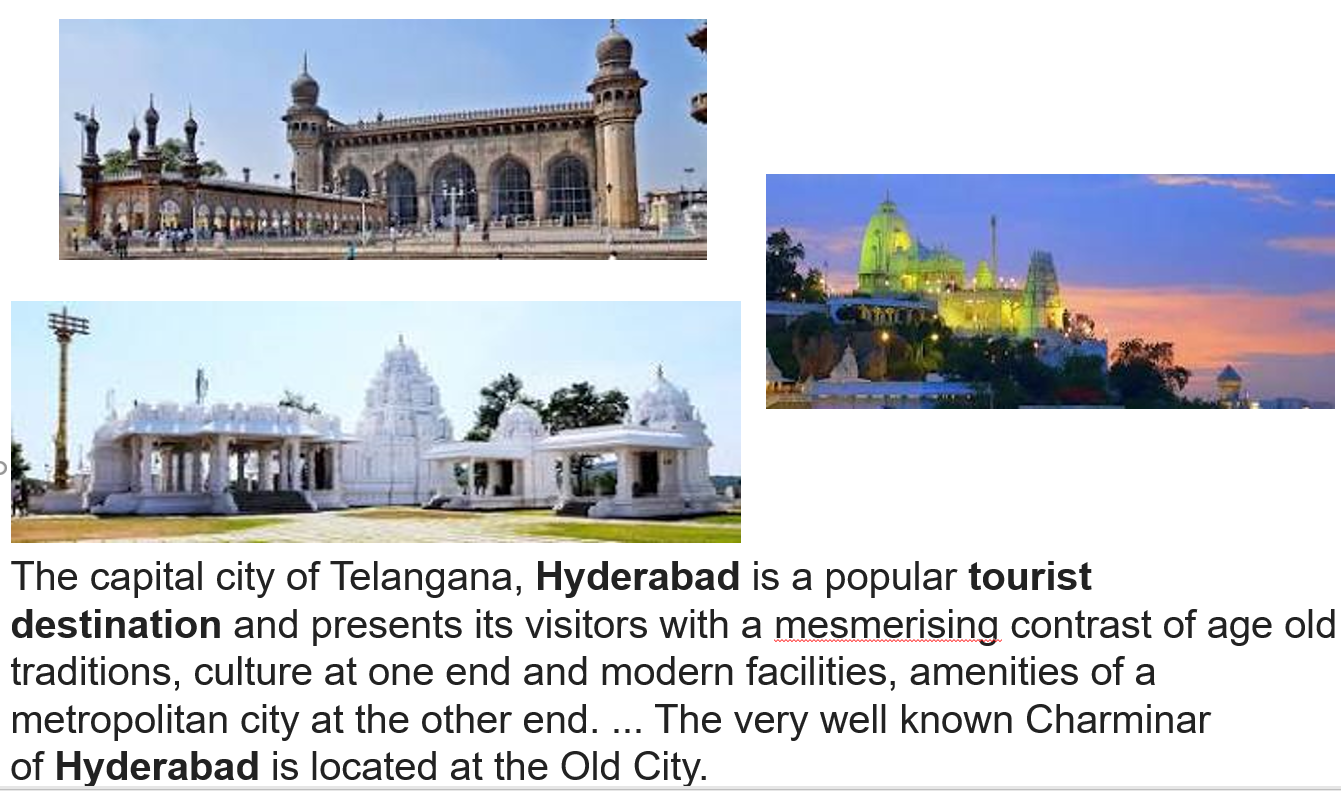 The capital city of Telangana, Hyderabad is a popular tourist
destination and presents its visitors with a mesmerising contrast of age old
traditions, culture at one end and modern facilities, amenities of a
metropolitan city at the other end. ... The very well known Charminar
of Hyderabad is located at the Old City.